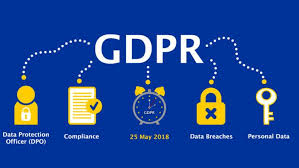 GDPR
GDPR
Data Protection
Officer (DPO)
Compliance
25 May 2018
Data Breaches
Personal Data